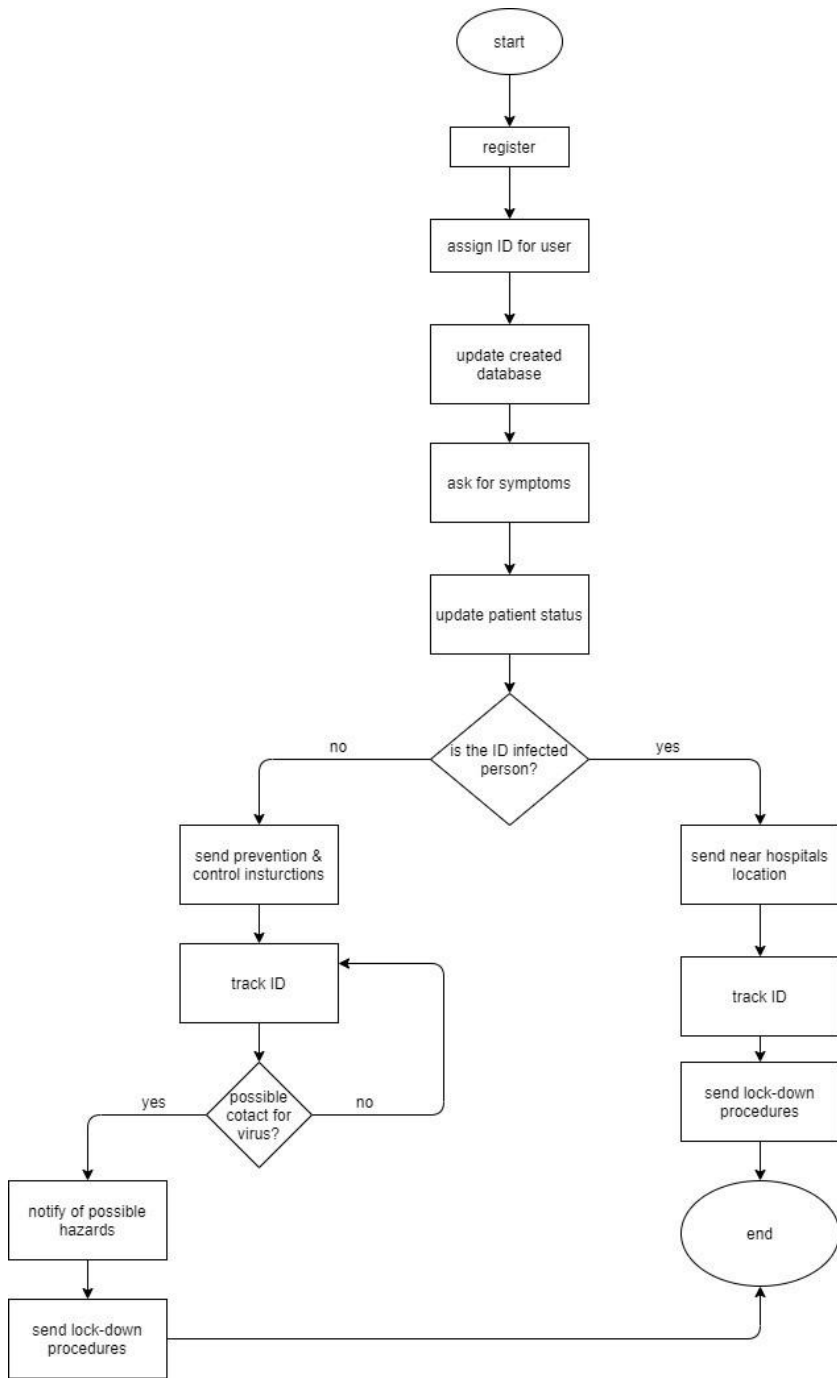 start
register
assign ID for user
update created
database
ask for symptoms
update patient status
is the ID infected
person?
no
yes
send prevention &
control insturctions
send near hospitals
location
track ID
track ID
possible
cotact for
virus?
yes
no
send lock-down
procedures
notify of possible
hazards
end
send lock-down
procedures